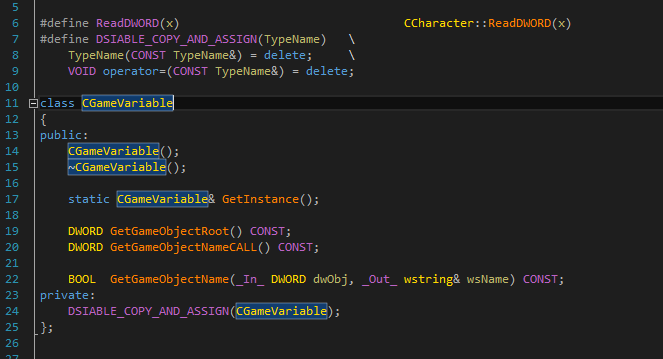 5
6 #define ReadDWORD(x) CCharacter::ReadDWORD(x)
7 #define DSIABLE_COPY_AND_ASSIGN(TypeName) \
8 TypeName(CONST TypeName&) = delete; \
9 VOID operator=(CONST TypeName&) = delete;
10
11 class CGameVariable
12 {
13 public:
14 CGameVariable();
15 ~CGameVariable();
16
17 static CGameVariable& GetInstance();
18
19 DWORD GetGameObjectRoot() CONST;
20 DWORD GetGameObjectNameCALL() CONST;
21
22 BOOL GetGameObjectName(_In_ DWORD dwObj, _Out_ wstring& wsName) CONST;
23 private:
24 DSIABLE_COPY_AND_ASSIGN(CGameVariable);
25 };
26
27